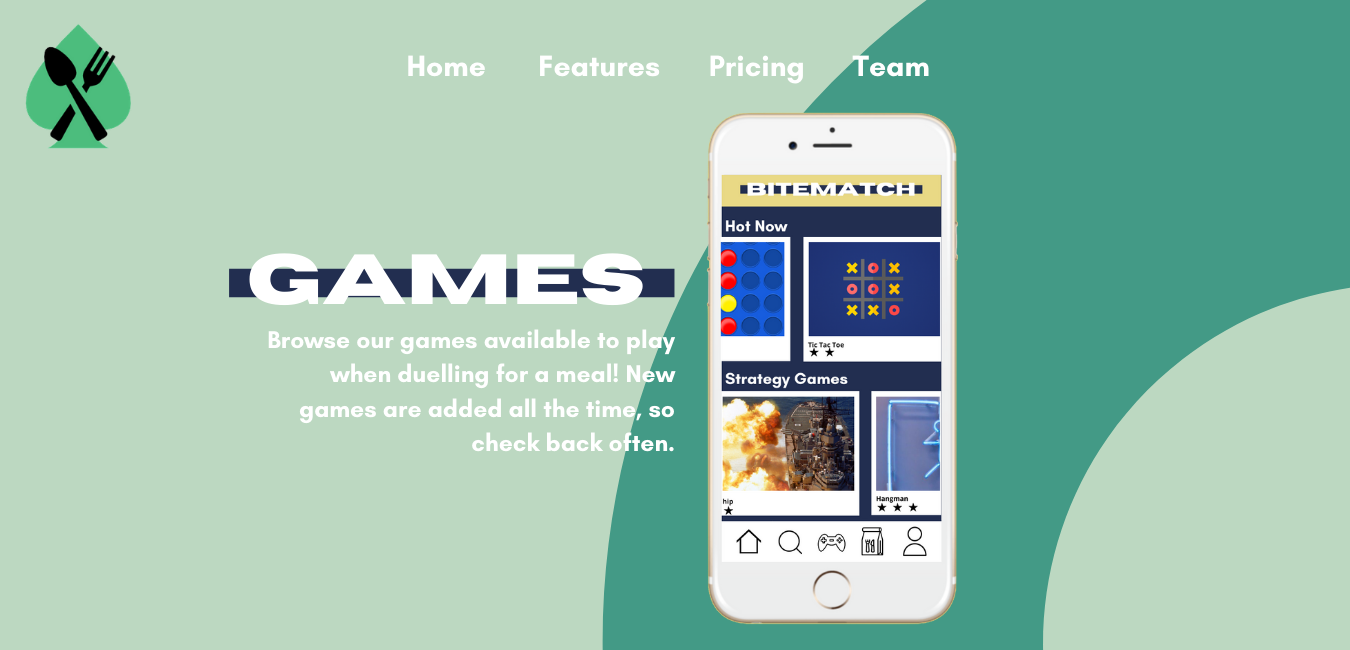 Home Features Pricing Team
BITEMATCH
Hot Now
GAMES
Browse our games available to play
when duelling for a meal! New
games are added all the time, so
check back often.
Tic Tac Toe
Strategy Games
hip
Hangman